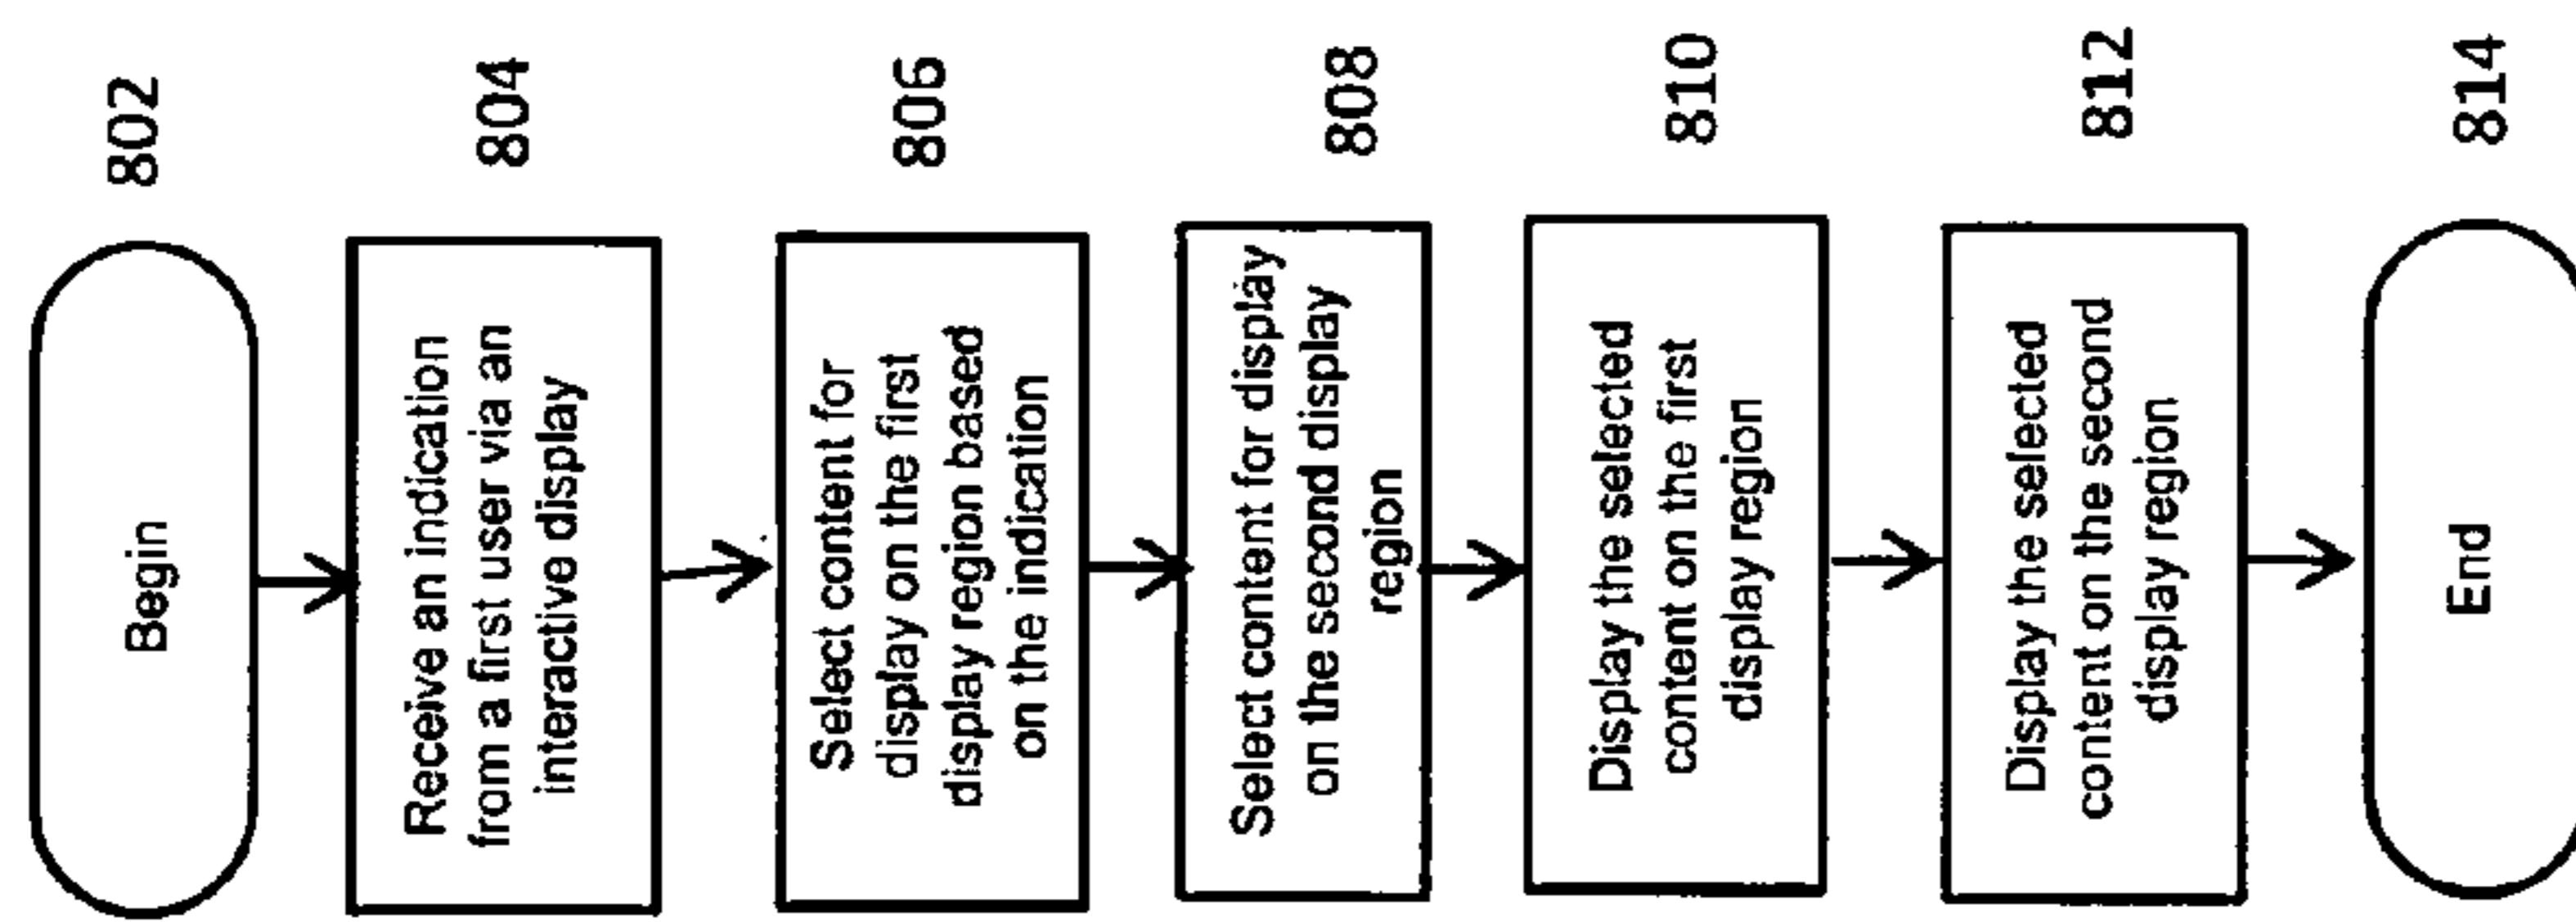 Begin
802
Receive an indication
from a first user via an
interactive display
804
Select content for
display on the first
display region based
on the indication
806
Select content for display
on the second display
region
808
Display the selected
content on the first
display region
810
Display the selected
content on the second
display region
812
End
814